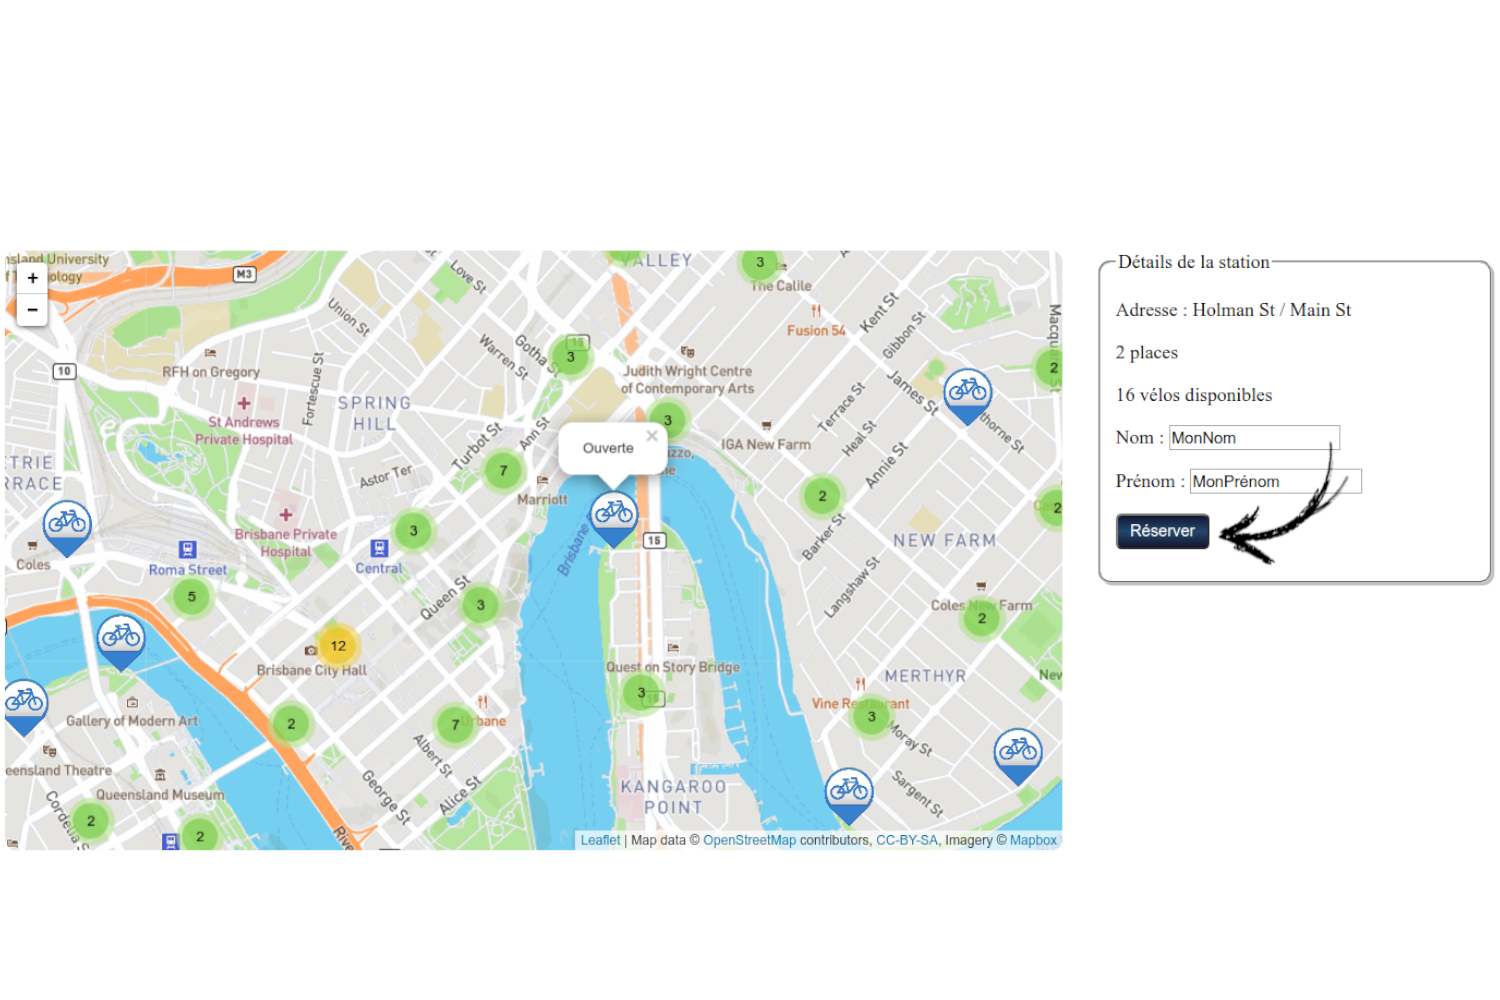 nsland University
f
ology
+
−
M3
Love St
VALLEY
3
The Calile
Kent St
Fusion 54
Gibbon St
Union St
15
3
Gotha St
Warren St
10
RFH on Gregory
Fortescue St
Judith Wright Centre
of Contemporary Arts
2
James St
St Andrews
Private Hospital
SPRING
HILL
Terrace St
3
Ann St
Turbot St
IGA New Farm
Heal St
thorne St
Ouverte
×
izzo,
ne
TRIE
RRACE
Astor Ter
7
Marriott
Annie St
2
2
Brisbane Private
Hospital
3
Brisbane
15
Barker St
NEW FARM
Coles
Roma Street
Central
5
Queen St
3
Langshaw St
Coles New Farm
2
12
Brisbane City Hall
Quest on Story Bridge
MERTHYR
New
3
15
Vine Restaurant
3
Gallery of Modern Art
2
7
Urbane
Moray St
eensland Theatre
Albert St
Queensland Museum
George St
Alice St
KANGAROO
POINT
Sargent St
Cordelia S
2
2
Rive
Leaflet | Map data © OpenStreetMap contributors, CC-BY-SA, Imagery © Mapbox
Détails de la station
Adresse : Holman St / Main St
2 places
16 vélos disponibles
Nom : MonNom
Prénom : MonPrénom
Réserver